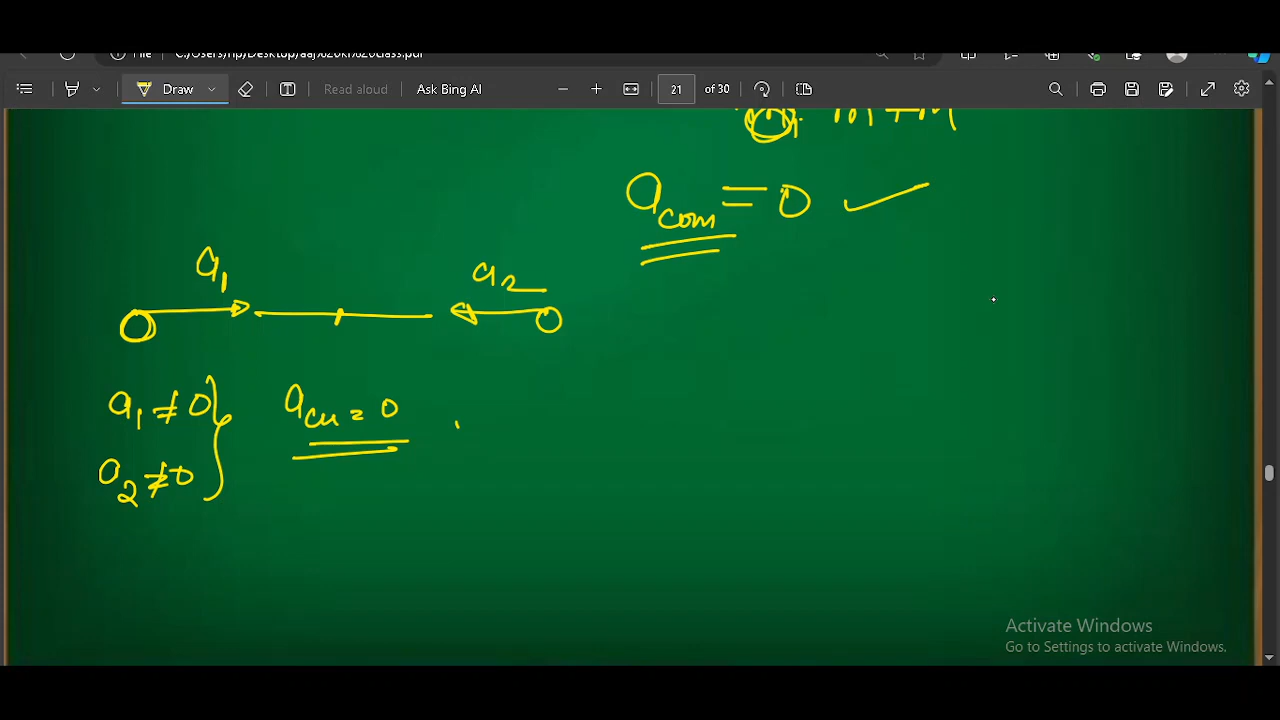 File C:/Users/hp/Desktop/aaj%20ki%20class.pdf
Draw Read aloud Ask Bing AI 21 of 30
m+m
a_com = 0 ✓
a_1 a_2
a_1 ≠ 0 a_cm = 0
a_2 ≠ 0
Activate Windows
Go to Settings to activate Windows.